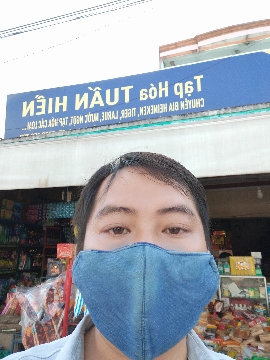 Tạp Hóa TUẤN HIỀN
CHUYÊN BIA HEINEKEN, TIGER, LARUE, NƯỚC NGỌT, TẠP HÓA CÁC LOẠI...